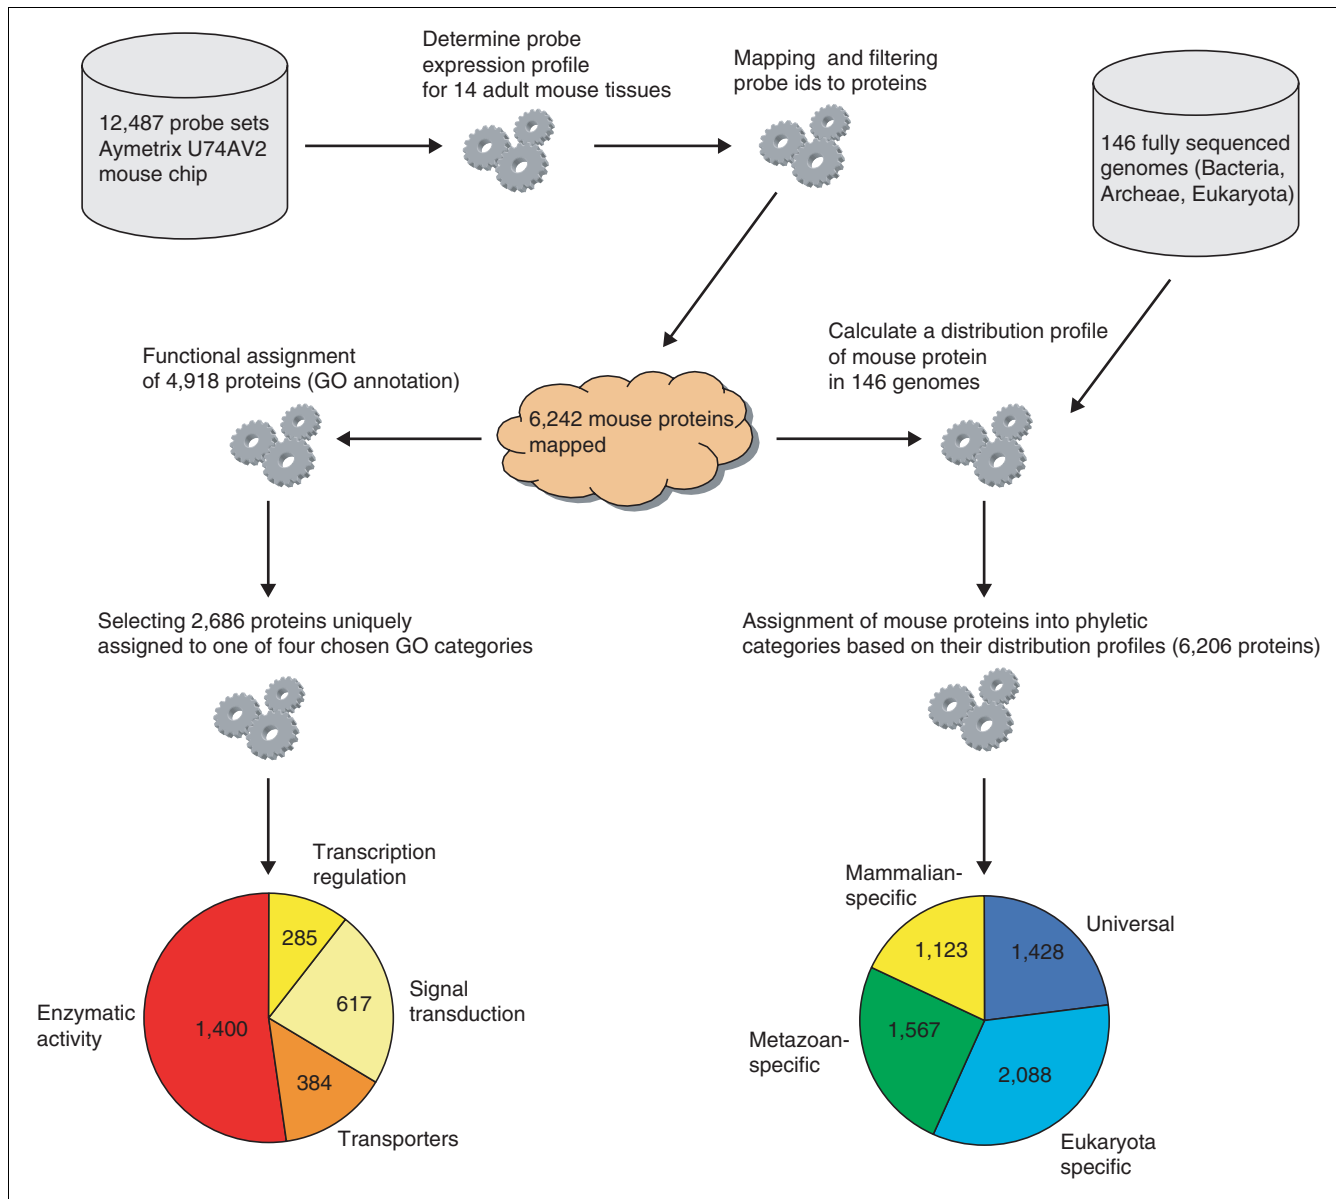 12,487 probe sets
Aymetrix U74AV2
mouse chip
Determine probe
expression profile
for 14 adult mouse tissues
Mapping and filtering
probe ids to proteins
146 fully sequenced
genomes (Bacteria,
Archeae, Eukaryota)
Functional assignment
of 4,918 proteins (GO annotation)
6,242 mouse proteins
mapped
Calculate a distribution profile
of mouse protein
in 146 genomes
Selecting 2,686 proteins uniquely
assigned to one of four chosen GO categories
Assignment of mouse proteins into phyletic
categories based on their distribution profiles (6,206 proteins)
Transcription
regulation
285
Signal
transduction
617
Enzymatic
activity
1,400
384
Transporters
Mammalian-
specific
1,123
Universal
1,428
Metazoan-
specific
1,567
2,088
Eukaryota
specific